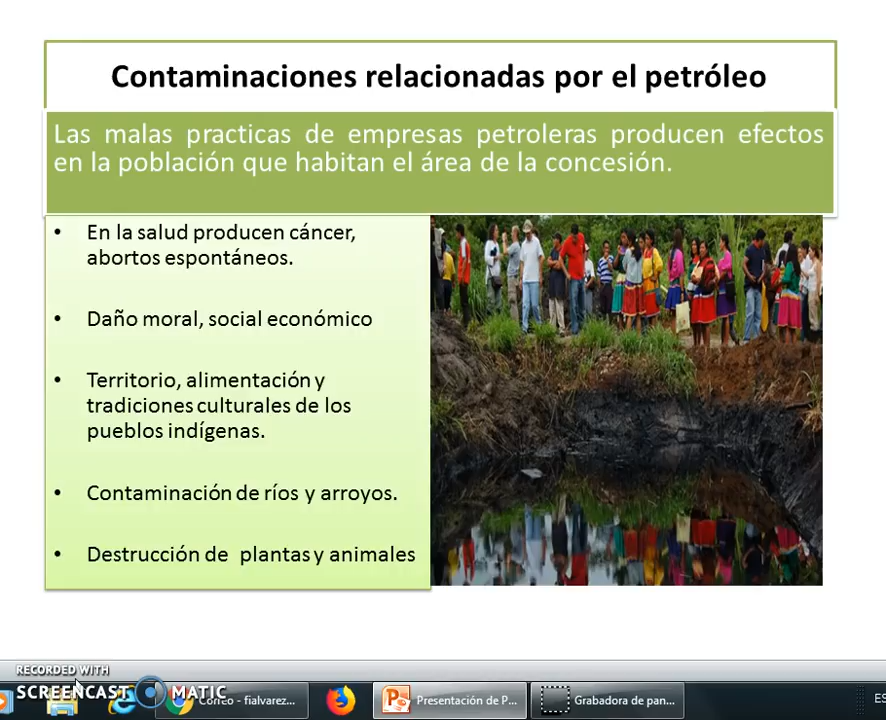 Contaminaciones relacionadas por el petróleo
Las malas practicas de empresas petroleras producen efectos
en la población que habitan el área de la concesión.
• En la salud producen cáncer,
abortos espontáneos.
• Daño moral, social económico
• Territorio, alimentación y
tradiciones culturales de los
pueblos indígenas.
• Contaminación de ríos y arroyos.
• Destrucción de plantas y animales
RECORDED WITH
SCREENCAST MATIC
Correo - fialvarez...
Presentación de P...
Grabadora de pan...
ES